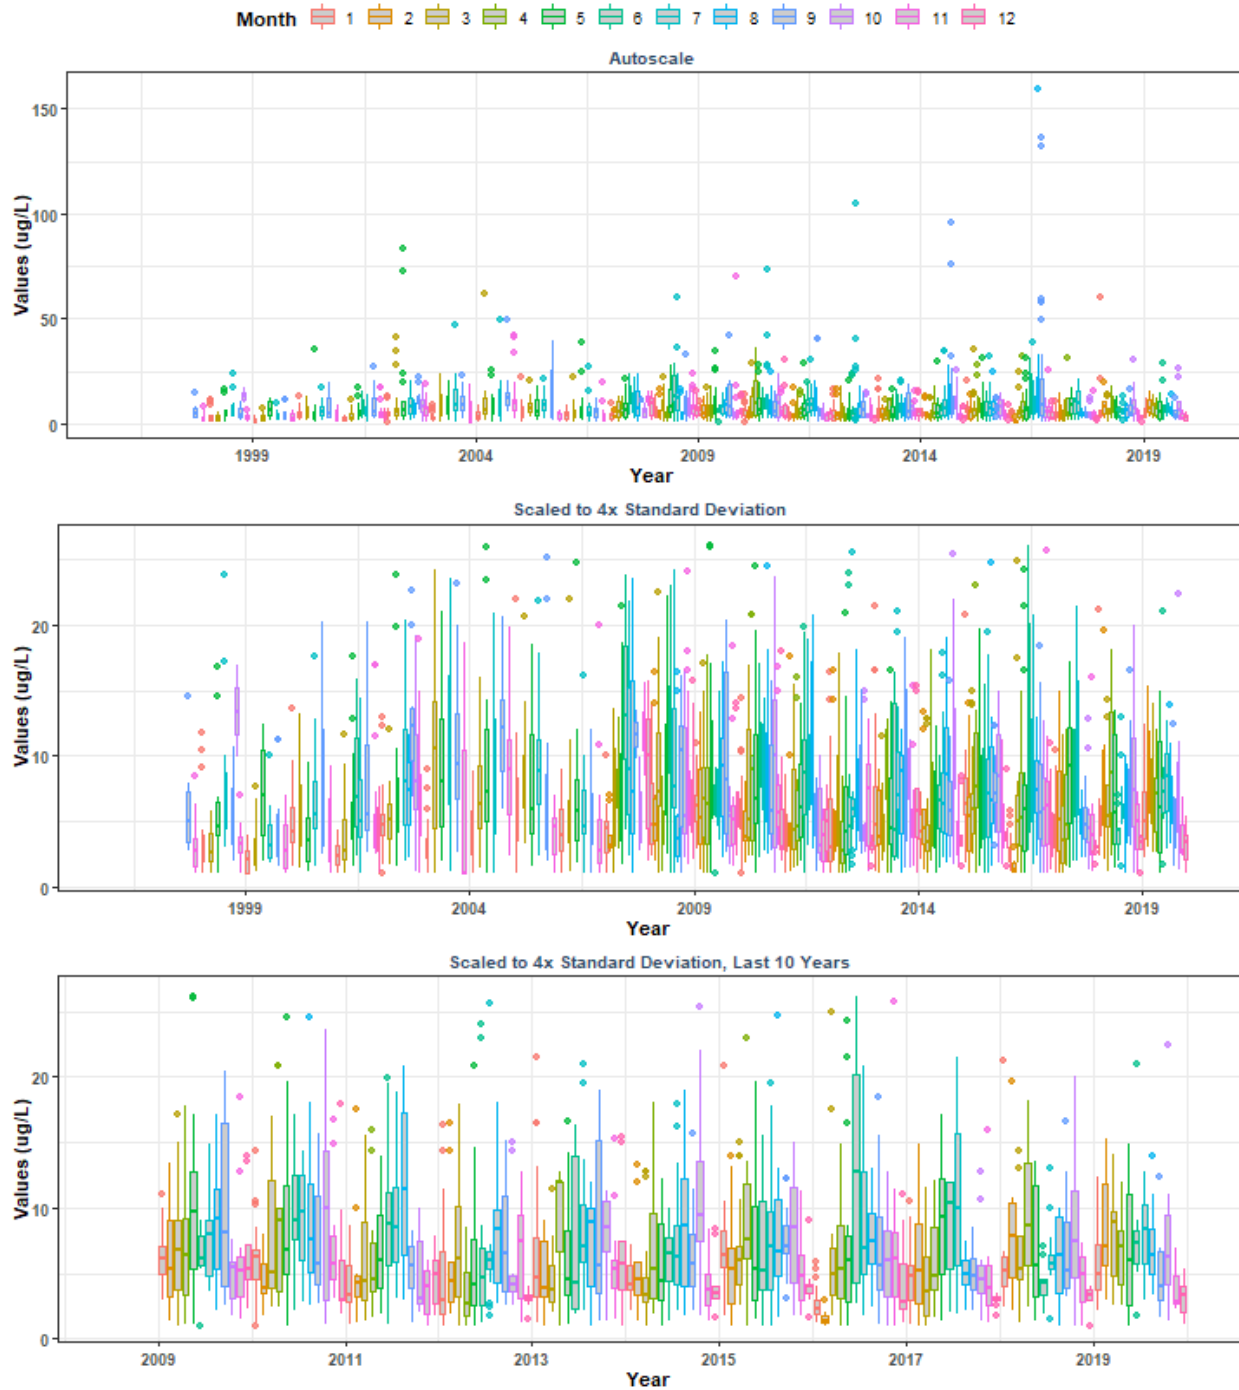 Month 1 2 3 4 5 6 7 8 9 10 11 12
Autoscale
Values (ug/L)
150
100
50
0
1999 2004 2009 2014 2019
Year
Scaled to 4x Standard Deviation
Values (ug/L)
20
10
0
1999 2004 2009 2014 2019
Year
Scaled to 4x Standard Deviation, Last 10 Years
Values (ug/L)
20
10
0
2009 2011 2013 2015 2017 2019
Year